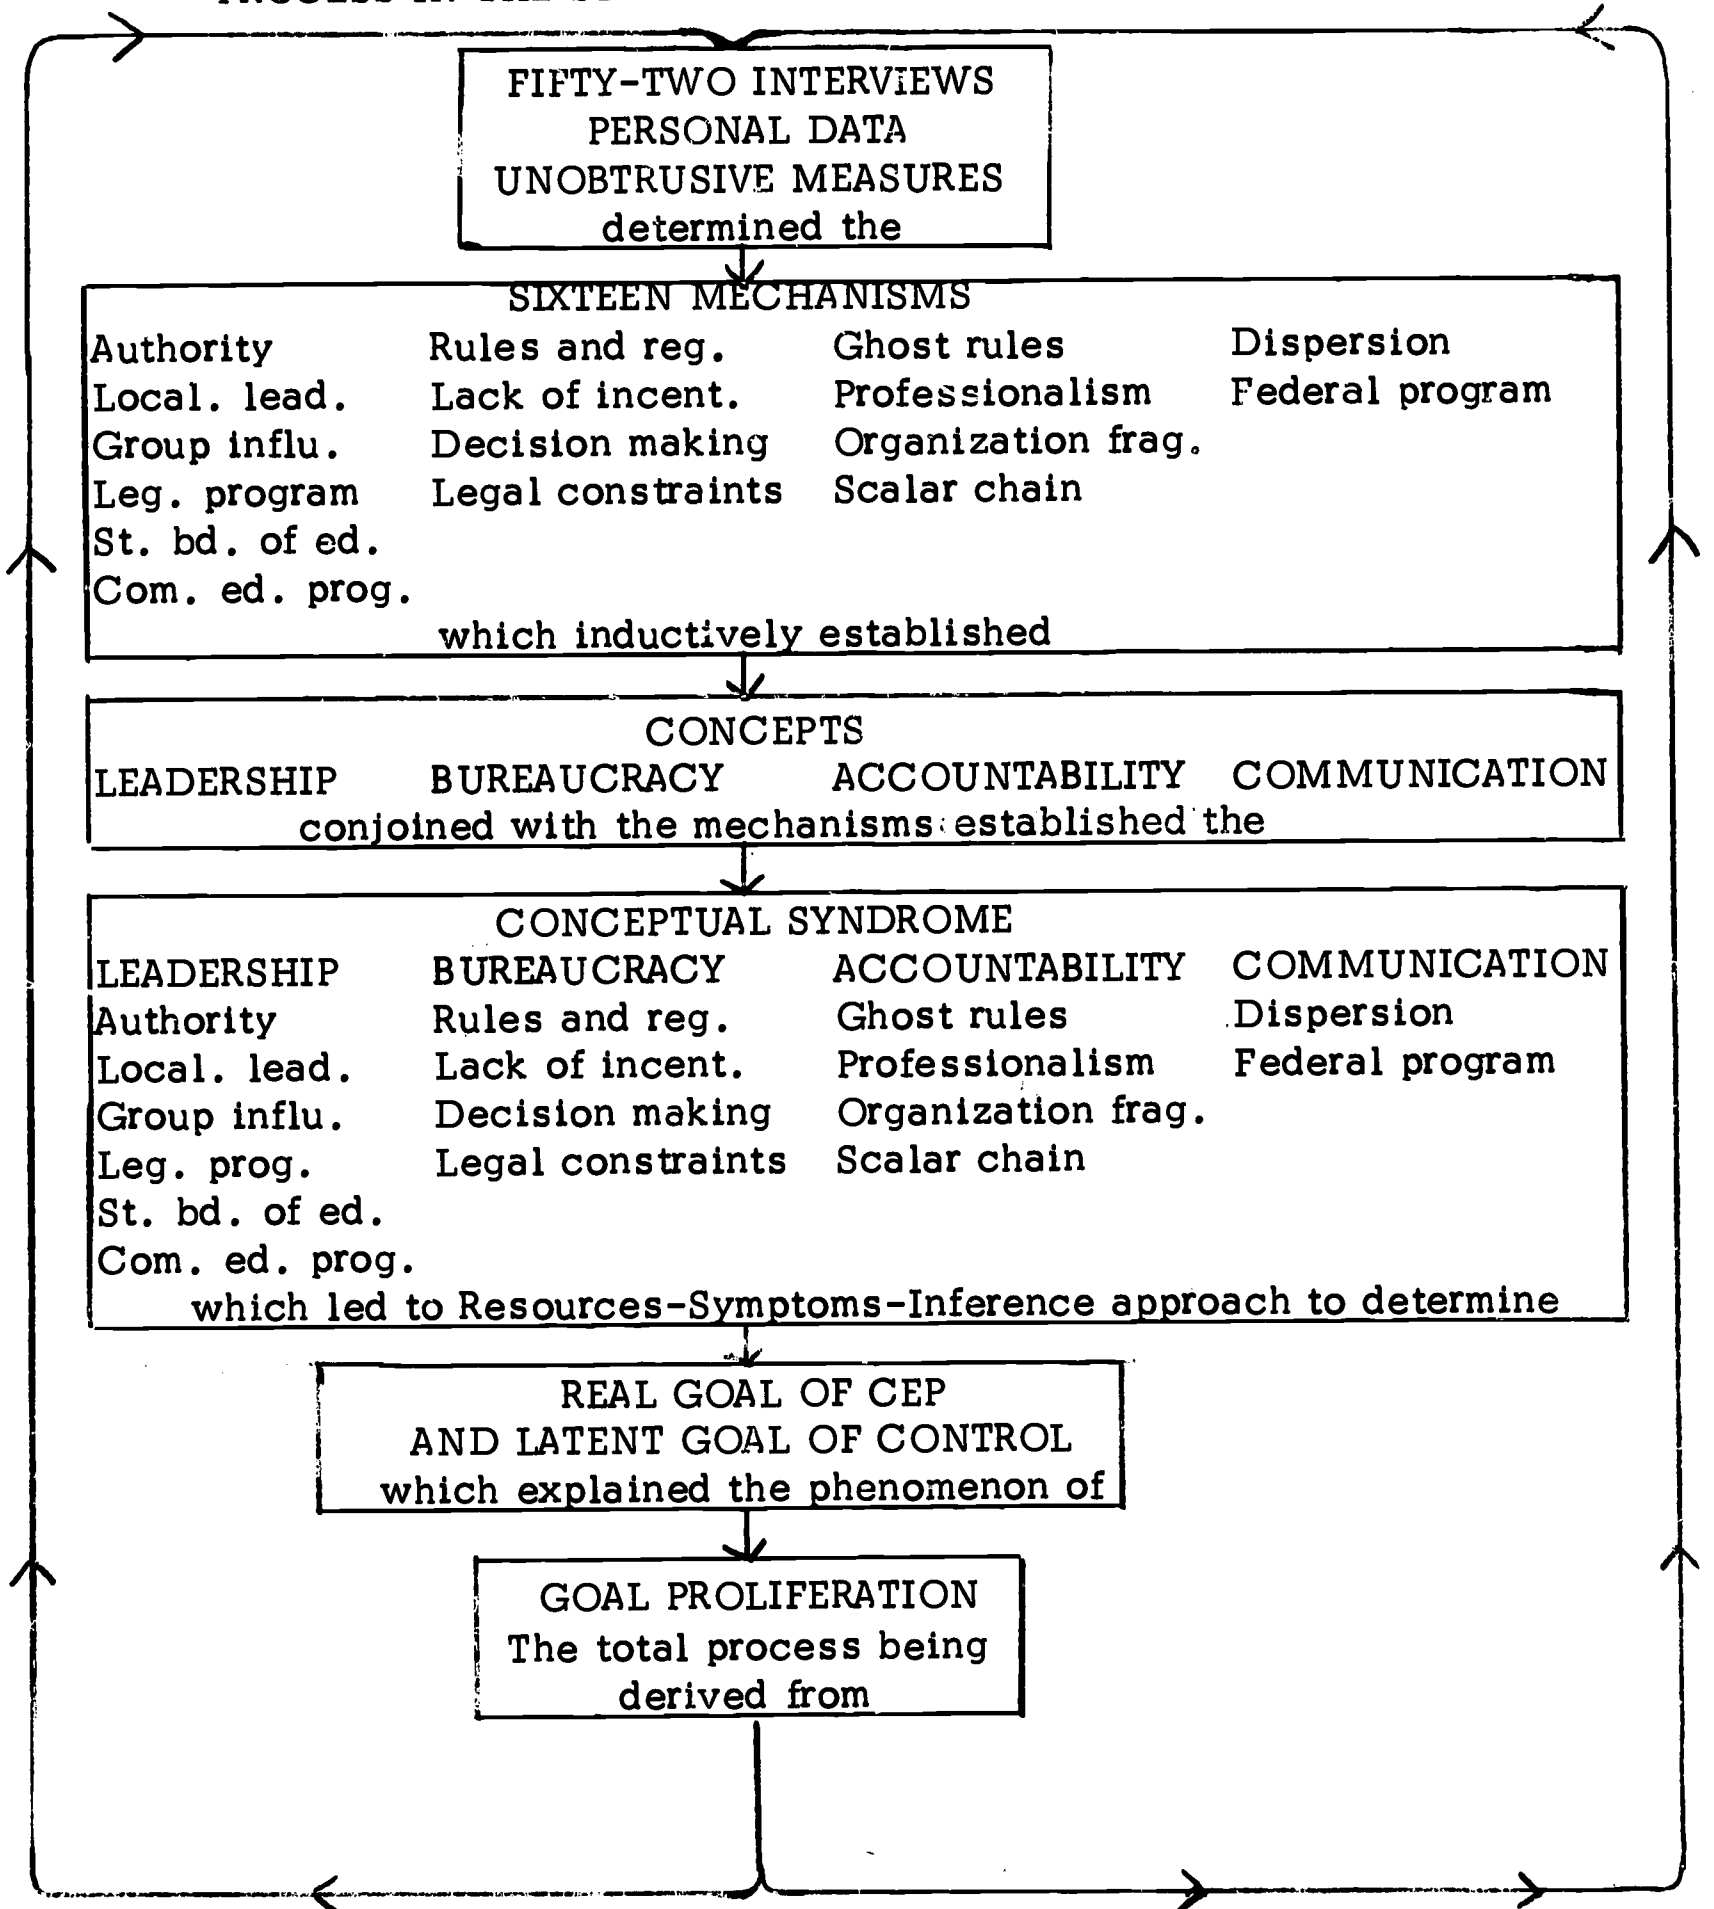 FIFTY-TWO INTERVIEWS
PERSONAL DATA
UNOBTRUSIVE MEASURES
determined the
SIXTEEN MECHANISMS
Authority Rules and reg. Ghost rules Dispersion
Local. lead. Lack of incent. Professionalism Federal program
Group influ. Decision making Organization frag.
Leg. program Legal constraints Scalar chain
St. bd. of ed.
Com. ed. prog.
which inductively established
CONCEPTS
LEADERSHIP BUREAUCRACY ACCOUNTABILITY COMMUNICATION
conjoined with the mechanisms established the
CONCEPTUAL SYNDROME
LEADERSHIP BUREAUCRACY ACCOUNTABILITY COMMUNICATION
Authority Rules and reg. Ghost rules Dispersion
Local. lead. Lack of incent. Professionalism Federal program
Group influ. Decision making Organization frag.
Leg. prog. Legal constraints Scalar chain
St. bd. of ed.
Com. ed. prog.
which led to Resources-Symptoms-Inference approach to determine
REAL GOAL OF CEP
AND LATENT GOAL OF CONTROL
which explained the phenomenon of
GOAL PROLIFERATION
The total process being
derived from